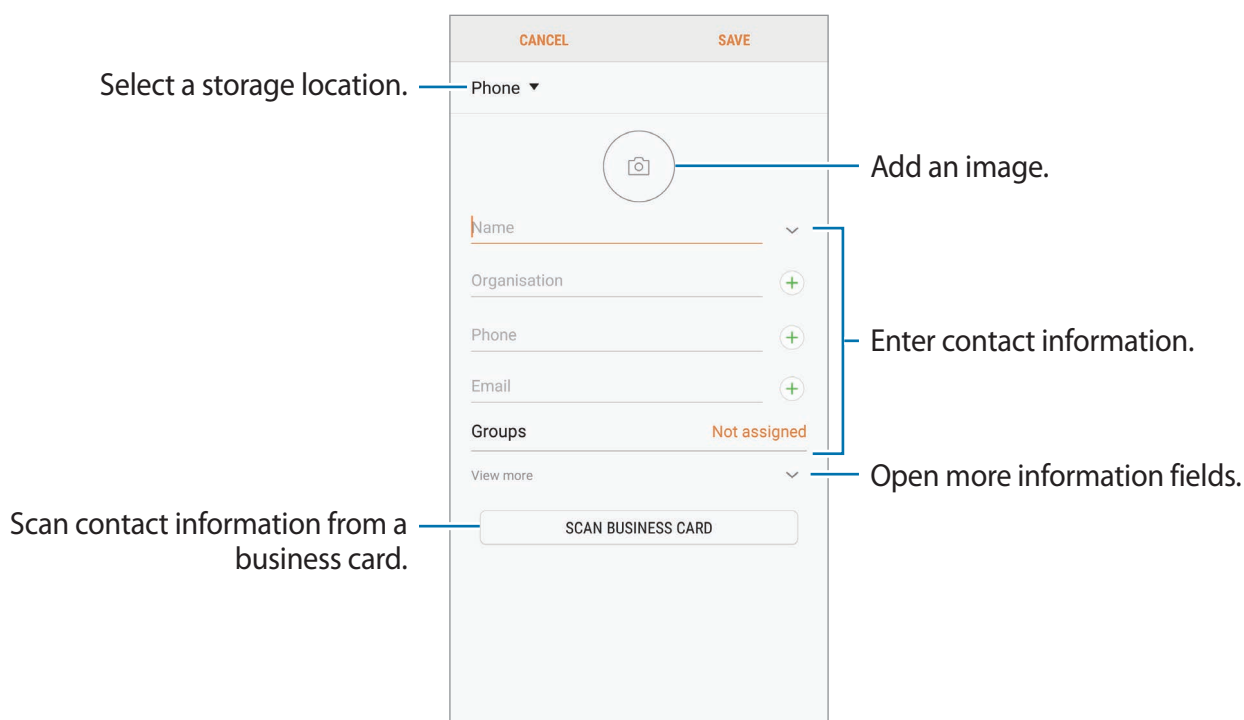 CANCEL SAVE
Select a storage location. Phone
Add an image.
Name
Organisation
Phone
Enter contact information.
Email
Groups Not assigned
View more
Open more information fields.
Scan contact information from a
business card.
SCAN BUSINESS CARD